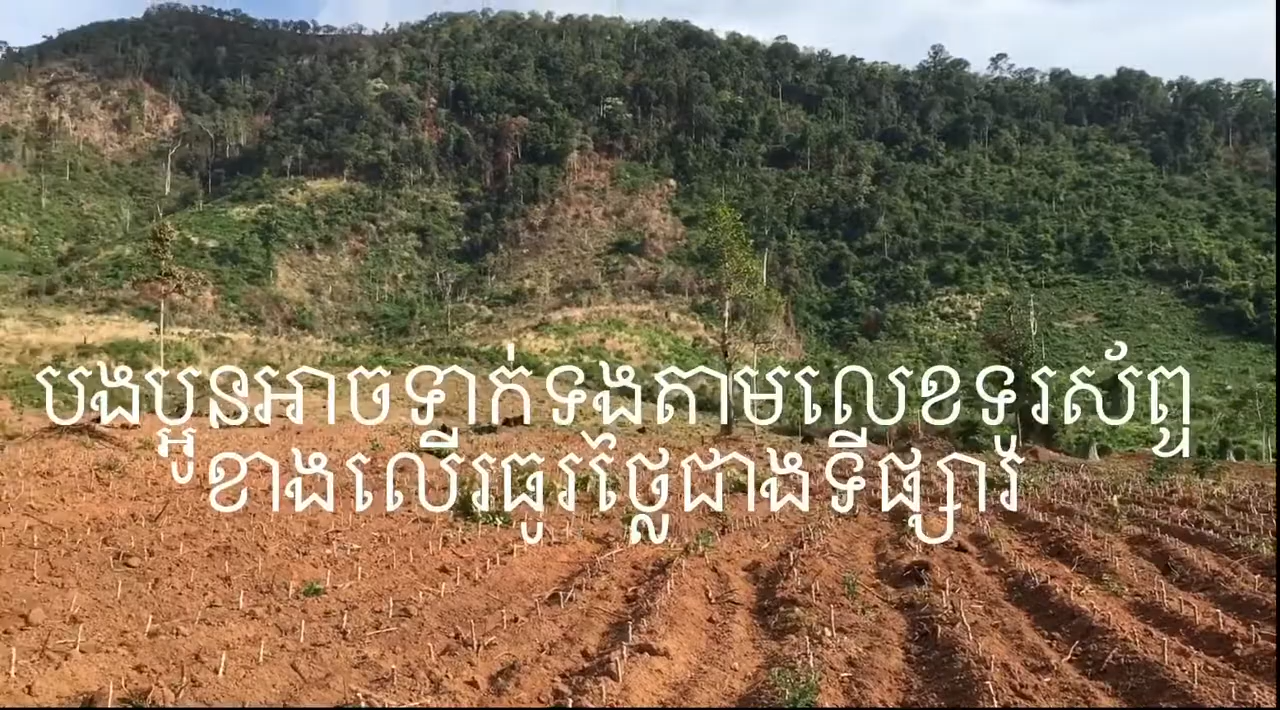 បងប្អូនអាចទាក់ទងតាមលេខទូរស័ព្ទ
ខាងលើរធូរថ្លៃជាងទីផ្សារ